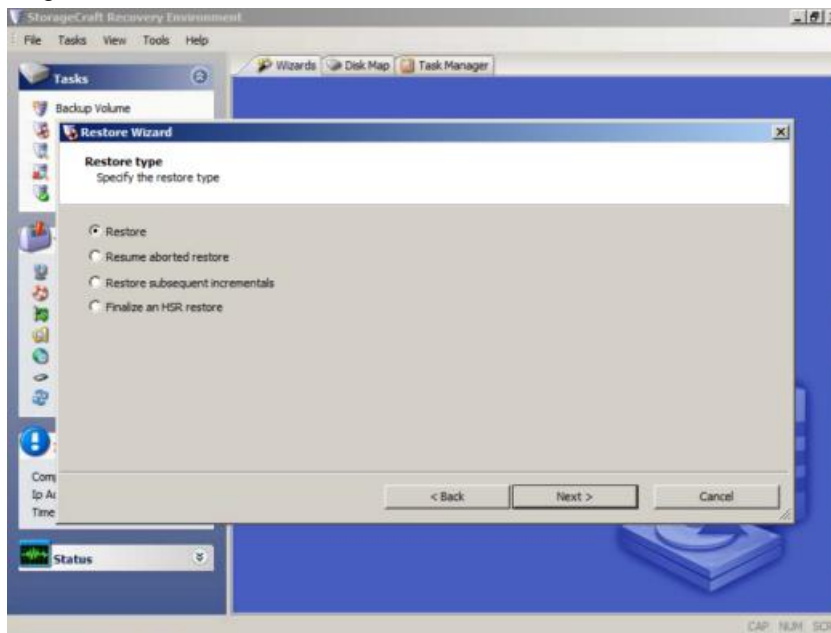 StorageCraft Recovery Environment
File Tasks View Tools Help
Wizards Disk Map Task Manager
Tasks
Backup Volume
Restore Wizard
Restore type
Specify the restore type
Restore
Resume aborted restore
Restore subsequent incrementals
Finalize an HSR restore
< Back Next > Cancel
Com
Ip Ad
Time
Status
CAP NUM SCR